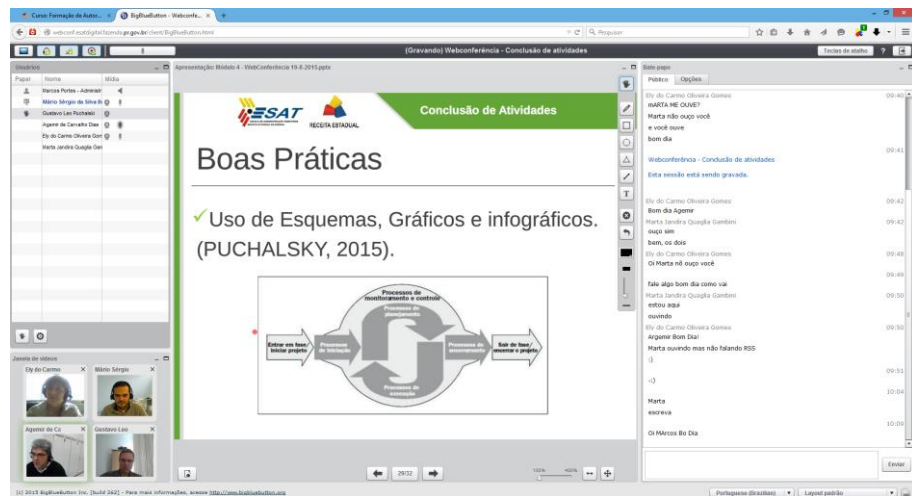 Curso: Formação de Autor...
BigBlueButton - Webconfe...
webconf.esatdigital.fazenda.pr.gov.br/client/BigBlueButton.html
Pesquisar
(Gravando) Webconferência - Conclusão de atividades
Teclas de atalho
Usuários
Papel Nome Mídia
Marcos Portes - Administr
Mário Sérgio da Silva Br
Gustavo Leo Puchalski
Agemir de Carvalho Dias
Ely do Carmo Oliveira Gom
Marta Jandira Quaglia Gam
Janela de vídeos
Ely do Carmo
Mário Sérgio
Agemir de Ca
Gustavo Leo
Apresentação: Módulo 4 - WebConferência 19-8-2015.pptx
ESAT
RECEITA ESTADUAL
Conclusão de Atividades
Boas Práticas
Uso de Esquemas, Gráficos e infográficos.
(PUCHALSKY, 2015).
Processos de
monitoramento e controle
Processos de
planejamento
Entrar em fase/
Iniciar projeto
Processos
de iniciação
Processos de
encerramento
Sair de fase/
encerrar o projeto
Processos de
execução
29/32
100% 400%
Bate-papo
Público Opções
Ely do Carmo Oliveira Gomes 09:40
mARTA ME OUVE?
Marta não ouço você
e você ouve
bom dia
09:41
Webconferência - Conclusão de atividades
Esta sessão está sendo gravada.
Ely do Carmo Oliveira Gomes 09:42
Bom dia Agemir
Marta Jandira Quaglia Gambini 09:42
ouço sim
bem, os dois
Ely do Carmo Oliveira Gomes 09:48
Oi Marta nõ ouço você
09:49
fale algo bom dia como vai
Marta Jandira Quaglia Gambini 09:50
estou aqui
ouvindo
Ely do Carmo Oliveira Gomes 09:50
Argemir Bom Dia!
Marta ouvindo mas não falando RSS
:)
09:51
<)
10:04
Marta
escreva
10:09
Oi MArcos Bo Dia
Enviar
(c) 2015 BigBlueButton Inc. [build 262] - Para mais informações, acesse http://www.bigbluebutton.org
Portuguese (Brazilian)
Layout padrão